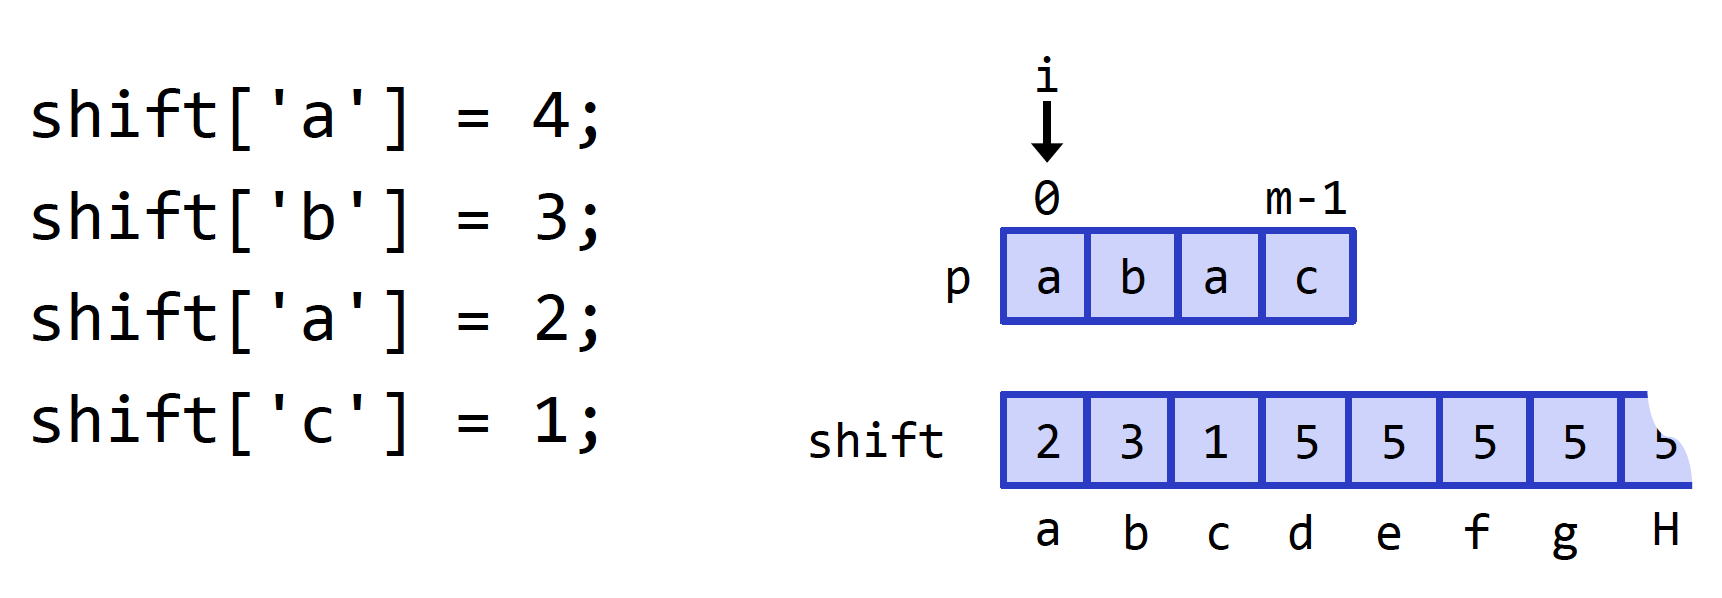 shift['a'] = 4;
shift['b'] = 3;
shift['a'] = 2;
shift['c'] = 1;
i
0 m-1
p a b a c
shift 2 3 1 5 5 5 5 5
a b c d e f g H